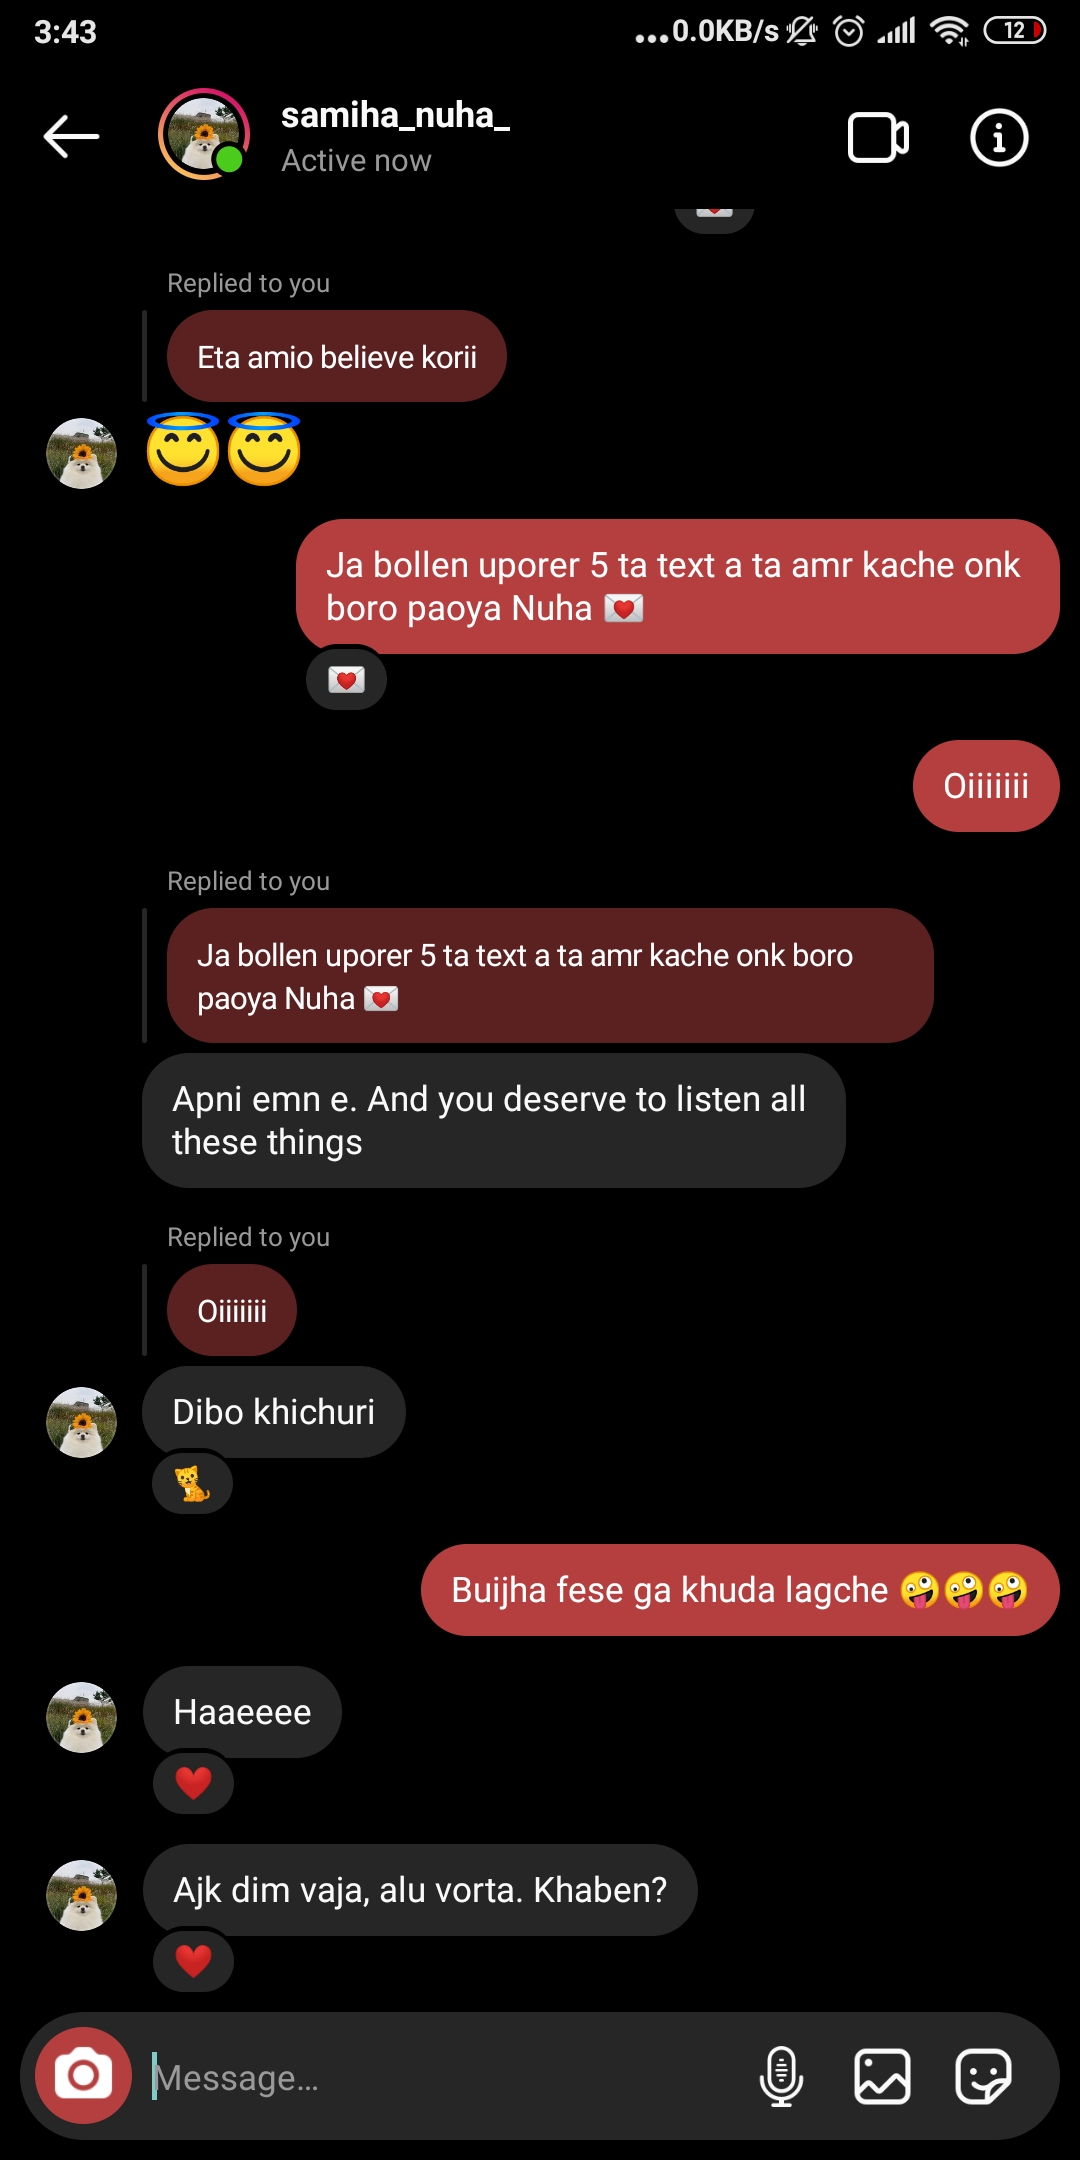 3:43
...0.0KB/s
12
samiha_nuha_
Active now
Replied to you
Eta amio believe korii
Ja bollen uporer 5 ta text a ta amr kache onk
boro paoya Nuha 💌
Oiiiiiii
Replied to you
Ja bollen uporer 5 ta text a ta amr kache onk boro
paoya Nuha 💌
Apni emn e. And you deserve to listen all
these things
Replied to you
Oiiiiiii
Dibo khichuri
Buijha fese ga khuda lagche 🤪🤪🤪
Haaeeee
Ajk dim vaja, alu vorta. Khaben?
Message...